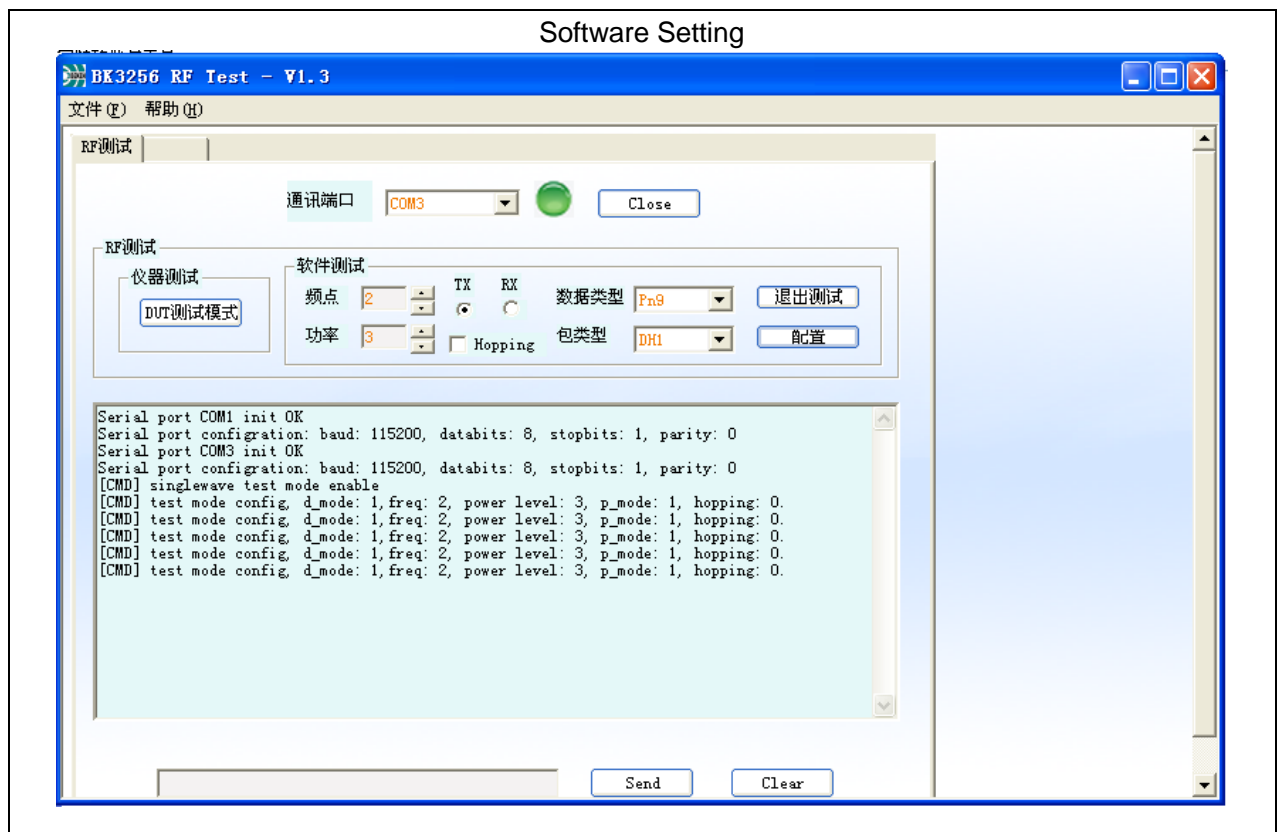 Software Setting
BK3256 RF Test - V1.3
文件(F) 帮助(H)
RF测试
通讯端口 COM3 Close
RF测试
仪器测试
DUT测试模式
软件测试
频点 2 TX RX 数据类型 Pn9 退出测试
功率 3 Hopping 包类型 DH1 配置
Serial port COM1 init OK
Serial port configration: baud: 115200, databits: 8, stopbits: 1, parity: 0
Serial port COM3 init OK
Serial port configration: baud: 115200, databits: 8, stopbits: 1, parity: 0
[CMD] singlewave test mode enable
[CMD] test mode config, d_mode: 1,freq: 2, power level: 3, p_mode: 1, hopping: 0.
[CMD] test mode config, d_mode: 1,freq: 2, power level: 3, p_mode: 1, hopping: 0.
[CMD] test mode config, d_mode: 1,freq: 2, power level: 3, p_mode: 1, hopping: 0.
[CMD] test mode config, d_mode: 1,freq: 2, power level: 3, p_mode: 1, hopping: 0.
[CMD] test mode config, d_mode: 1,freq: 2, power level: 3, p_mode: 1, hopping: 0.
Send Clear